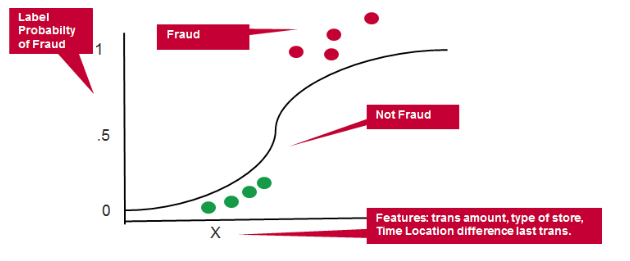 Label
Probabilty
of Fraud
Fraud
1
Not Fraud
.5
0
X
Features: trans amount, type of store,
Time Location difference last trans.